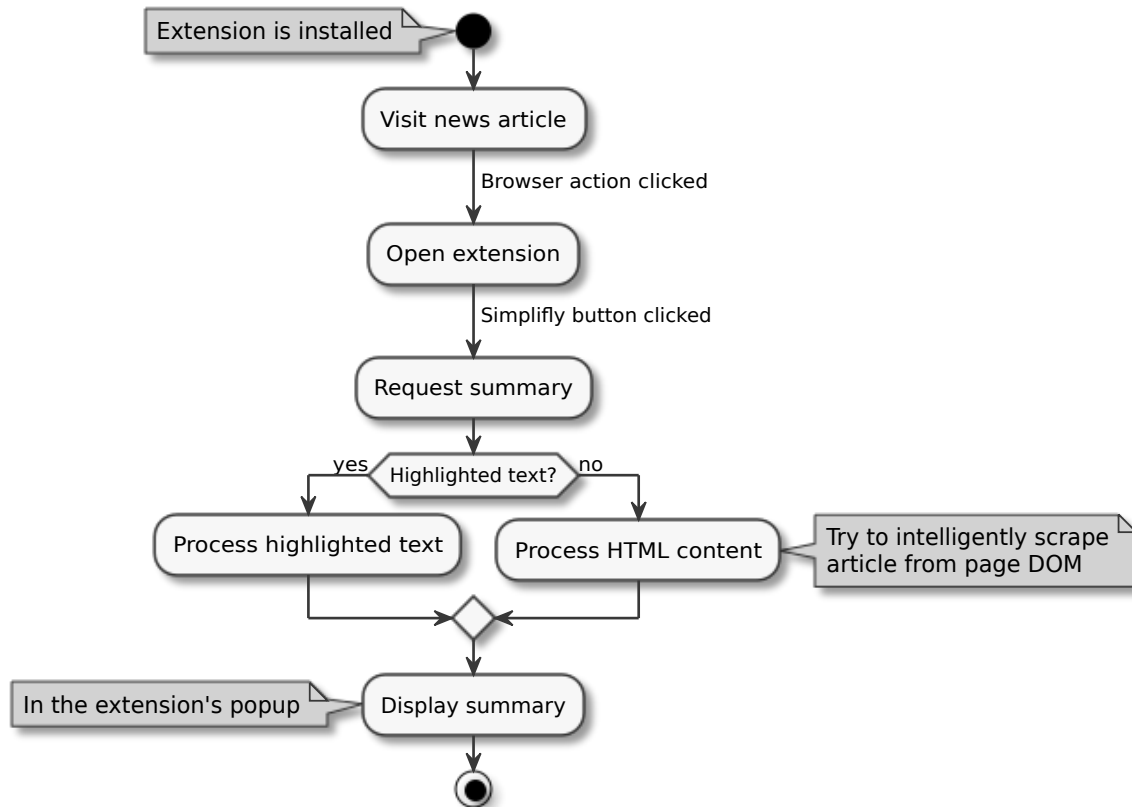 Extension is installed
Visit news article
Browser action clicked
Open extension
Simplifly button clicked
Request summary
yes
Highlighted text?
no
Process highlighted text
Process HTML content
Try to intelligently scrape
article from page DOM
In the extension's popup
Display summary